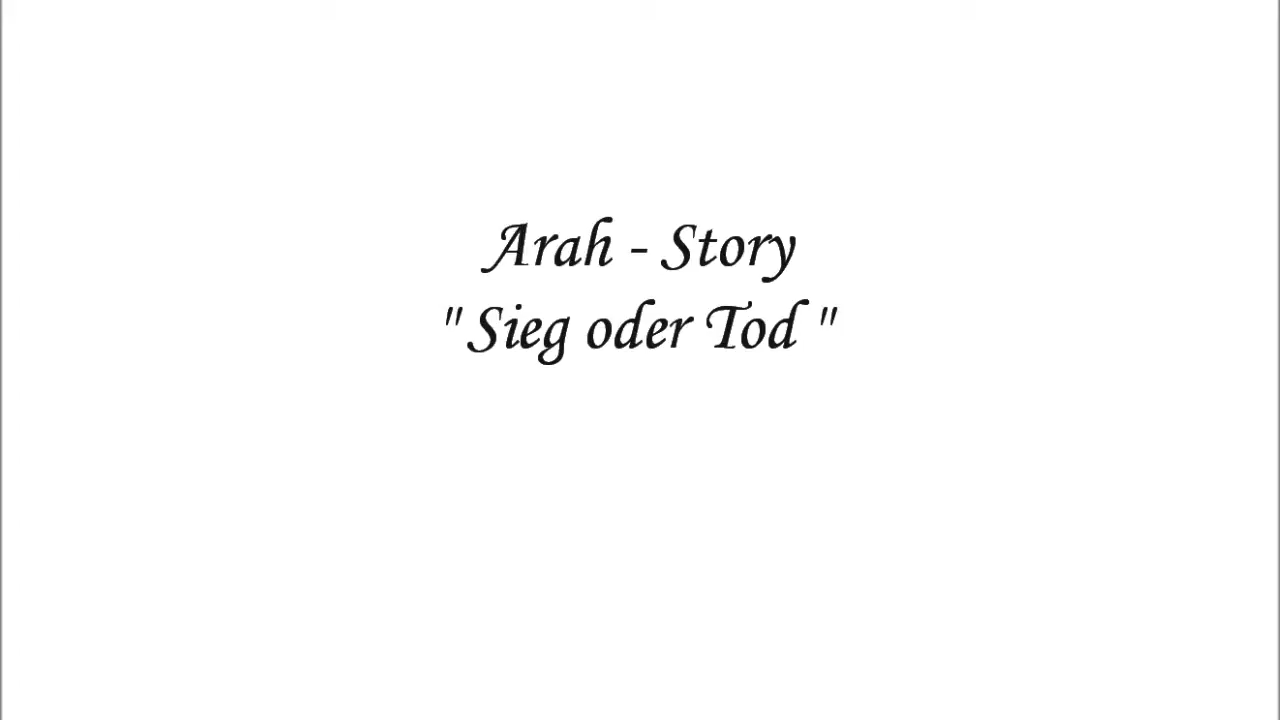 Arah - Story
" Sieg oder Tod "